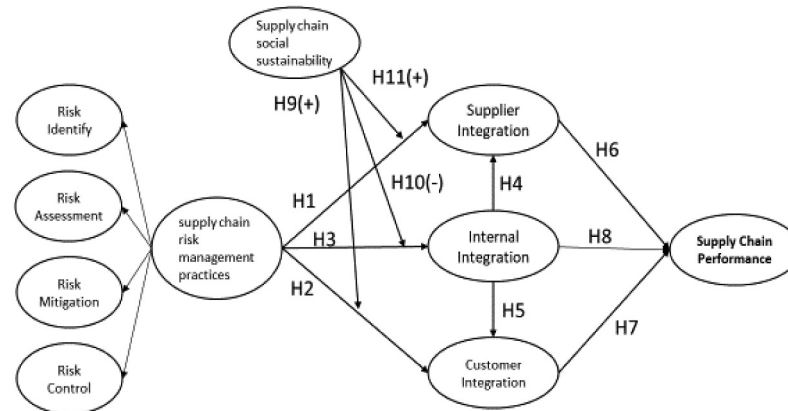 Supply chain
social
sustainability
H11(+)
H9(+)
Risk
Identify
Supplier
Integration
H6
Risk
Assessment
H10(-)
H1
H4
supply chain
risk
management
practices
H3
Internal
Integration
H8
Supply Chain
Performance
Risk
Mitigation
H2
H5
H7
Risk
Control
Customer
Integration